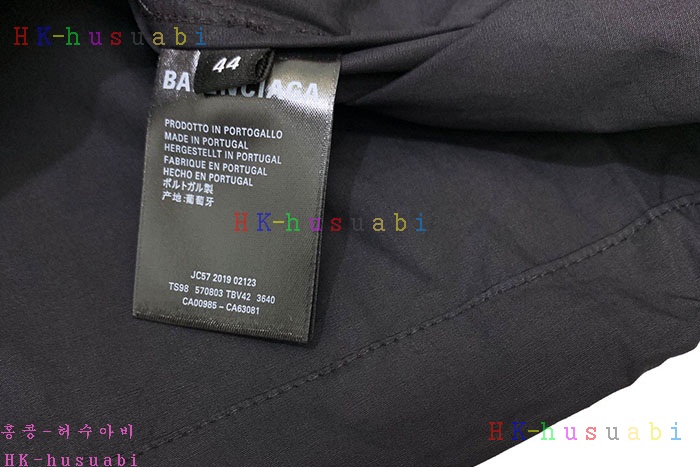 HK-husuabi
44
BALENCIAGA
PRODOTTO IN PORTOGALLO
MADE IN PORTUGAL
HERGESTELLT IN PORTUGAL
FABRIQUE EN PORTUGAL
HECHO EN PORTUGAL
ポルトガル製
产地:葡萄牙
HK-husuabi
JC57 2019 02123
TS98 570803 TBV42 3640
CA00985 – CA63081
홍콩-허수아비
HK-husuabi
HK-husuabi